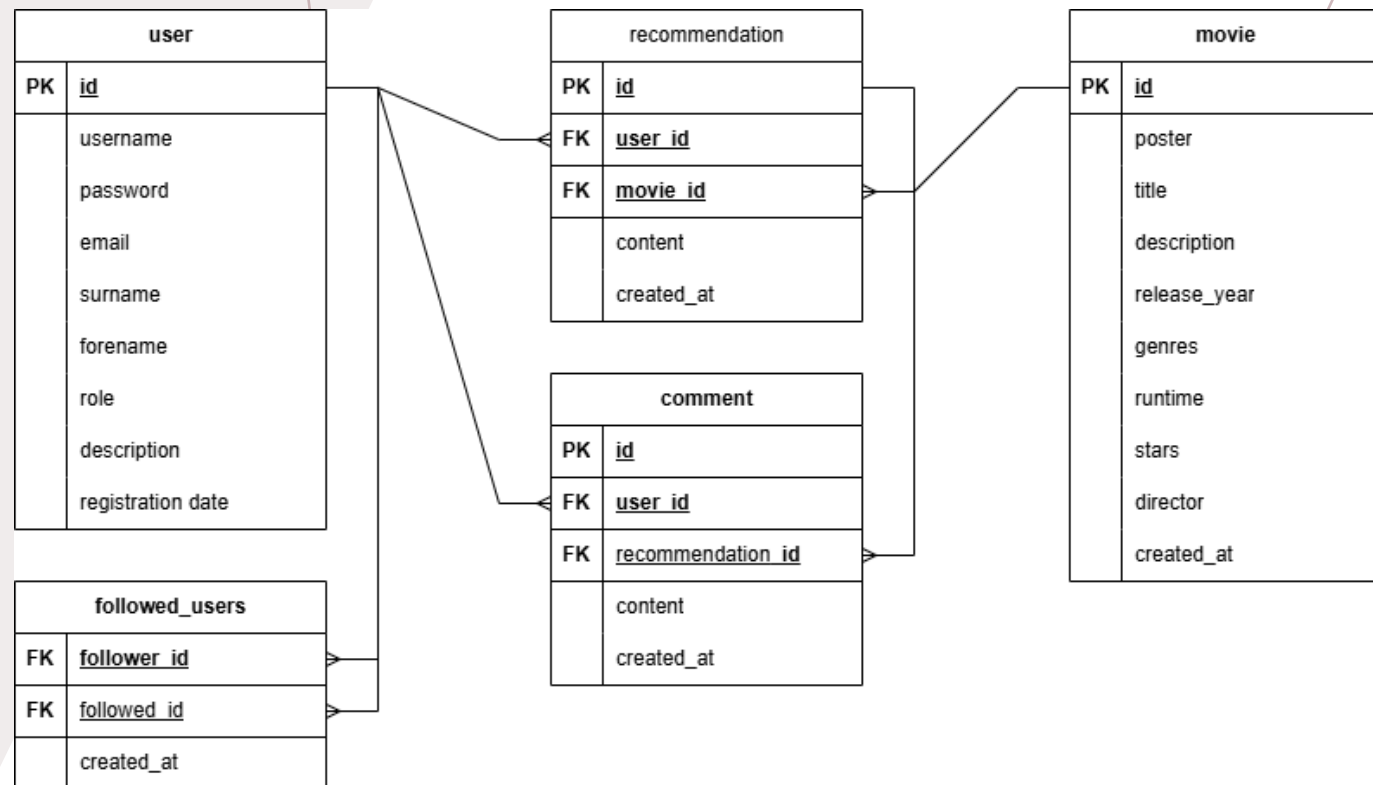 user
PK id
username
password
email
surname
forename
role
description
registration date
followed_users
FK follower_id
FK followed_id
created_at
recommendation
PK id
FK user_id
FK movie_id
content
created_at
comment
PK id
FK user_id
FK recommendation_id
content
created_at
movie
PK id
poster
title
description
release_year
genres
runtime
stars
director
created_at